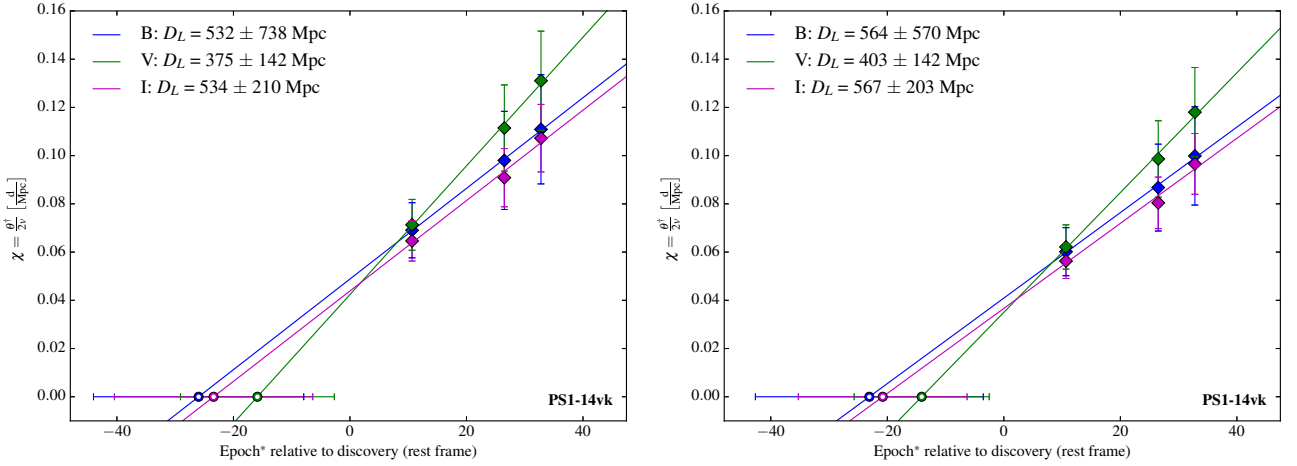 0.16
0.14
0.12
0.10
0.08
0.06
0.04
0.02
0.00
χ = θ†/2v [d/Mpc]
B: D_L = 532 ± 738 Mpc
V: D_L = 375 ± 142 Mpc
I: D_L = 534 ± 210 Mpc
PS1-14vk
−40 −20 0 20 40
Epoch* relative to discovery (rest frame)
0.16
0.14
0.12
0.10
0.08
0.06
0.04
0.02
0.00
χ = θ†/2v [d/Mpc]
B: D_L = 564 ± 570 Mpc
V: D_L = 403 ± 142 Mpc
I: D_L = 567 ± 203 Mpc
PS1-14vk
−40 −20 0 20 40
Epoch* relative to discovery (rest frame)